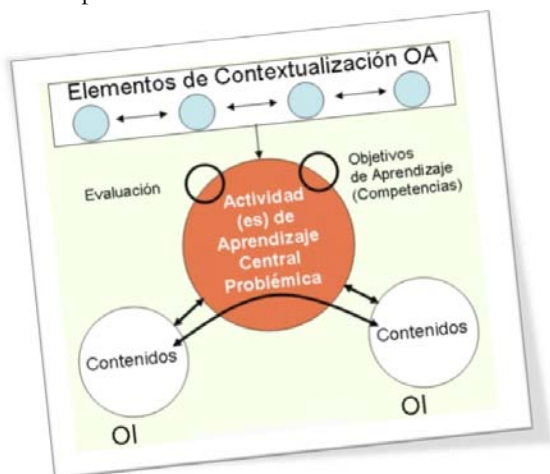 Elementos de Contextualización OA
Evaluación
Objetivos
de Aprendizaje
(Competencias)
Actividad
(es) de
Aprendizaje
Central
Problémica
Contenidos
Contenidos
OI
OI